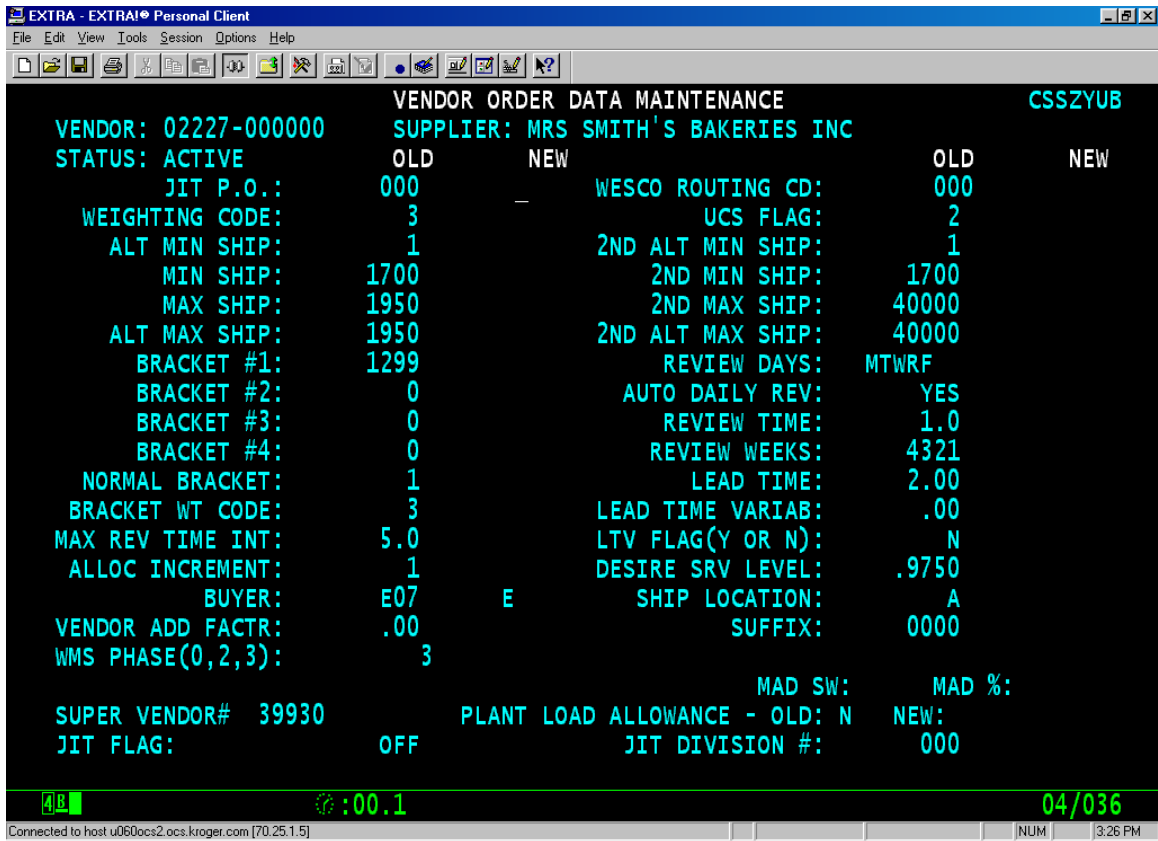 EXTRA - EXTRA!® Personal Client
File Edit View Tools Session Options Help
VENDOR ORDER DATA MAINTENANCE CSSZYUB
VENDOR: 02227-000000 SUPPLIER: MRS SMITH'S BAKERIES INC
STATUS: ACTIVE OLD NEW OLD NEW
JIT P.O.: 000 _ WESCO ROUTING CD: 000
WEIGHTING CODE: 3 UCS FLAG: 2
ALT MIN SHIP: 1 2ND ALT MIN SHIP: 1
MIN SHIP: 1700 2ND MIN SHIP: 1700
MAX SHIP: 1950 2ND MAX SHIP: 40000
ALT MAX SHIP: 1950 2ND ALT MAX SHIP: 40000
BRACKET #1: 1299 REVIEW DAYS: MTWRF
BRACKET #2: 0 AUTO DAILY REV: YES
BRACKET #3: 0 REVIEW TIME: 1.0
BRACKET #4: 0 REVIEW WEEKS: 4321
NORMAL BRACKET: 1 LEAD TIME: 2.00
BRACKET WT CODE: 3 LEAD TIME VARIAB: .00
MAX REV TIME INT: 5.0 LTV FLAG(Y OR N): N
ALLOC INCREMENT: 1 DESIRE SRV LEVEL: .9750
BUYER: E07 E SHIP LOCATION: A
VENDOR ADD FACTR: .00 SUFFIX: 0000
WMS PHASE(0,2,3): 3
MAD SW: MAD %:
SUPER VENDOR# 39930 PLANT LOAD ALLOWANCE - OLD: N NEW:
JIT FLAG: OFF JIT DIVISION #: 000
4B :00.1 04/036
Connected to host u060ocs2.ocs.kroger.com [70.25.1.5] NUM 3:26 PM